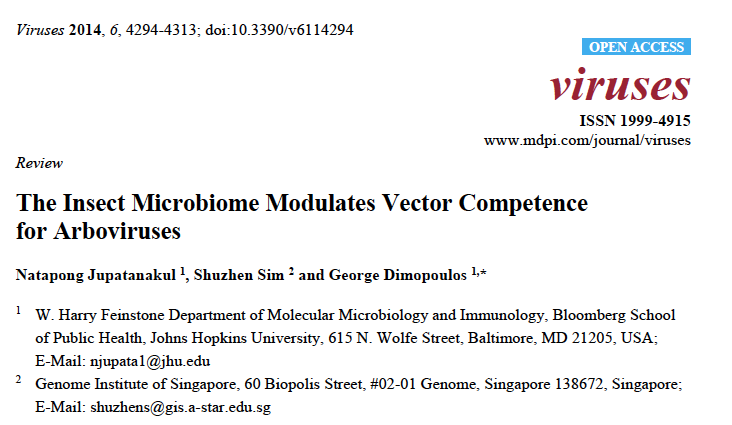 Viruses 2014, 6, 4294-4313; doi:10.3390/v6114294
OPEN ACCESS
viruses
ISSN 1999-4915
www.mdpi.com/journal/viruses
Review
The Insect Microbiome Modulates Vector Competence
for Arboviruses
Natapong Jupatanakul 1, Shuzhen Sim 2 and George Dimopoulos 1,*
1 W. Harry Feinstone Department of Molecular Microbiology and Immunology, Bloomberg School
of Public Health, Johns Hopkins University, 615 N. Wolfe Street, Baltimore, MD 21205, USA;
E-Mail: njupata1@jhu.edu
2 Genome Institute of Singapore, 60 Biopolis Street, #02-01 Genome, Singapore 138672, Singapore;
E-Mail: shuzhens@gis.a-star.edu.sg